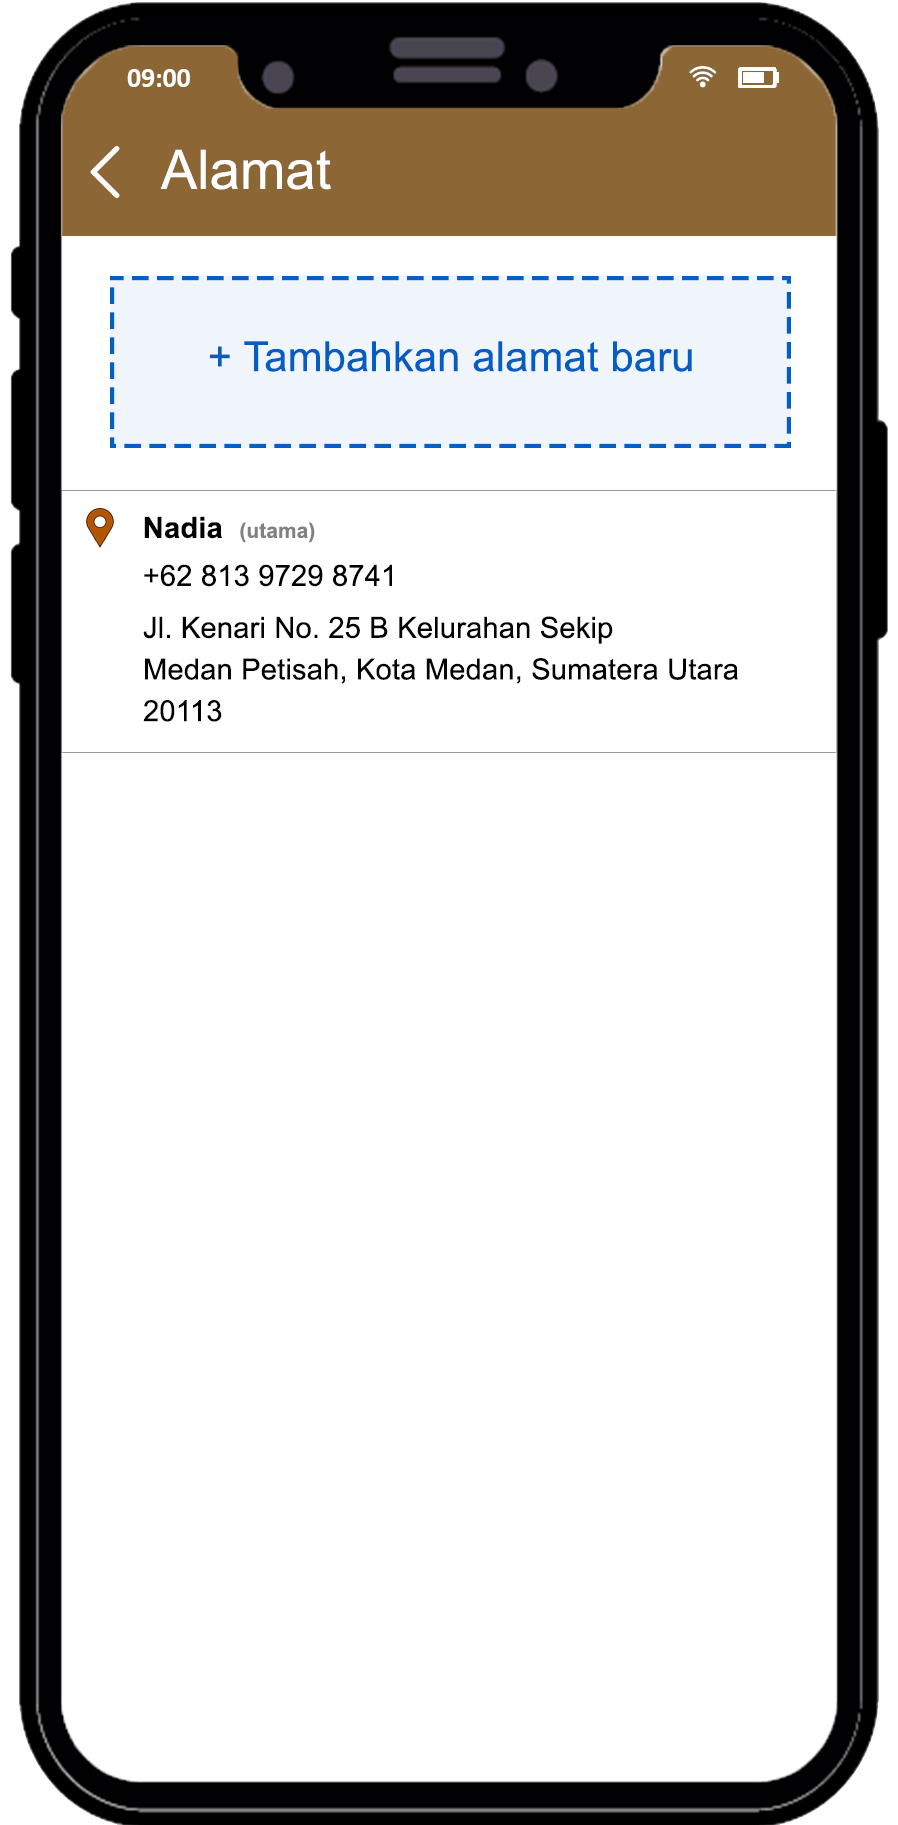 09:00
Alamat
+ Tambahkan alamat baru
Nadia (utama)
+62 813 9729 8741
Jl. Kenari No. 25 B Kelurahan Sekip
Medan Petisah, Kota Medan, Sumatera Utara
20113